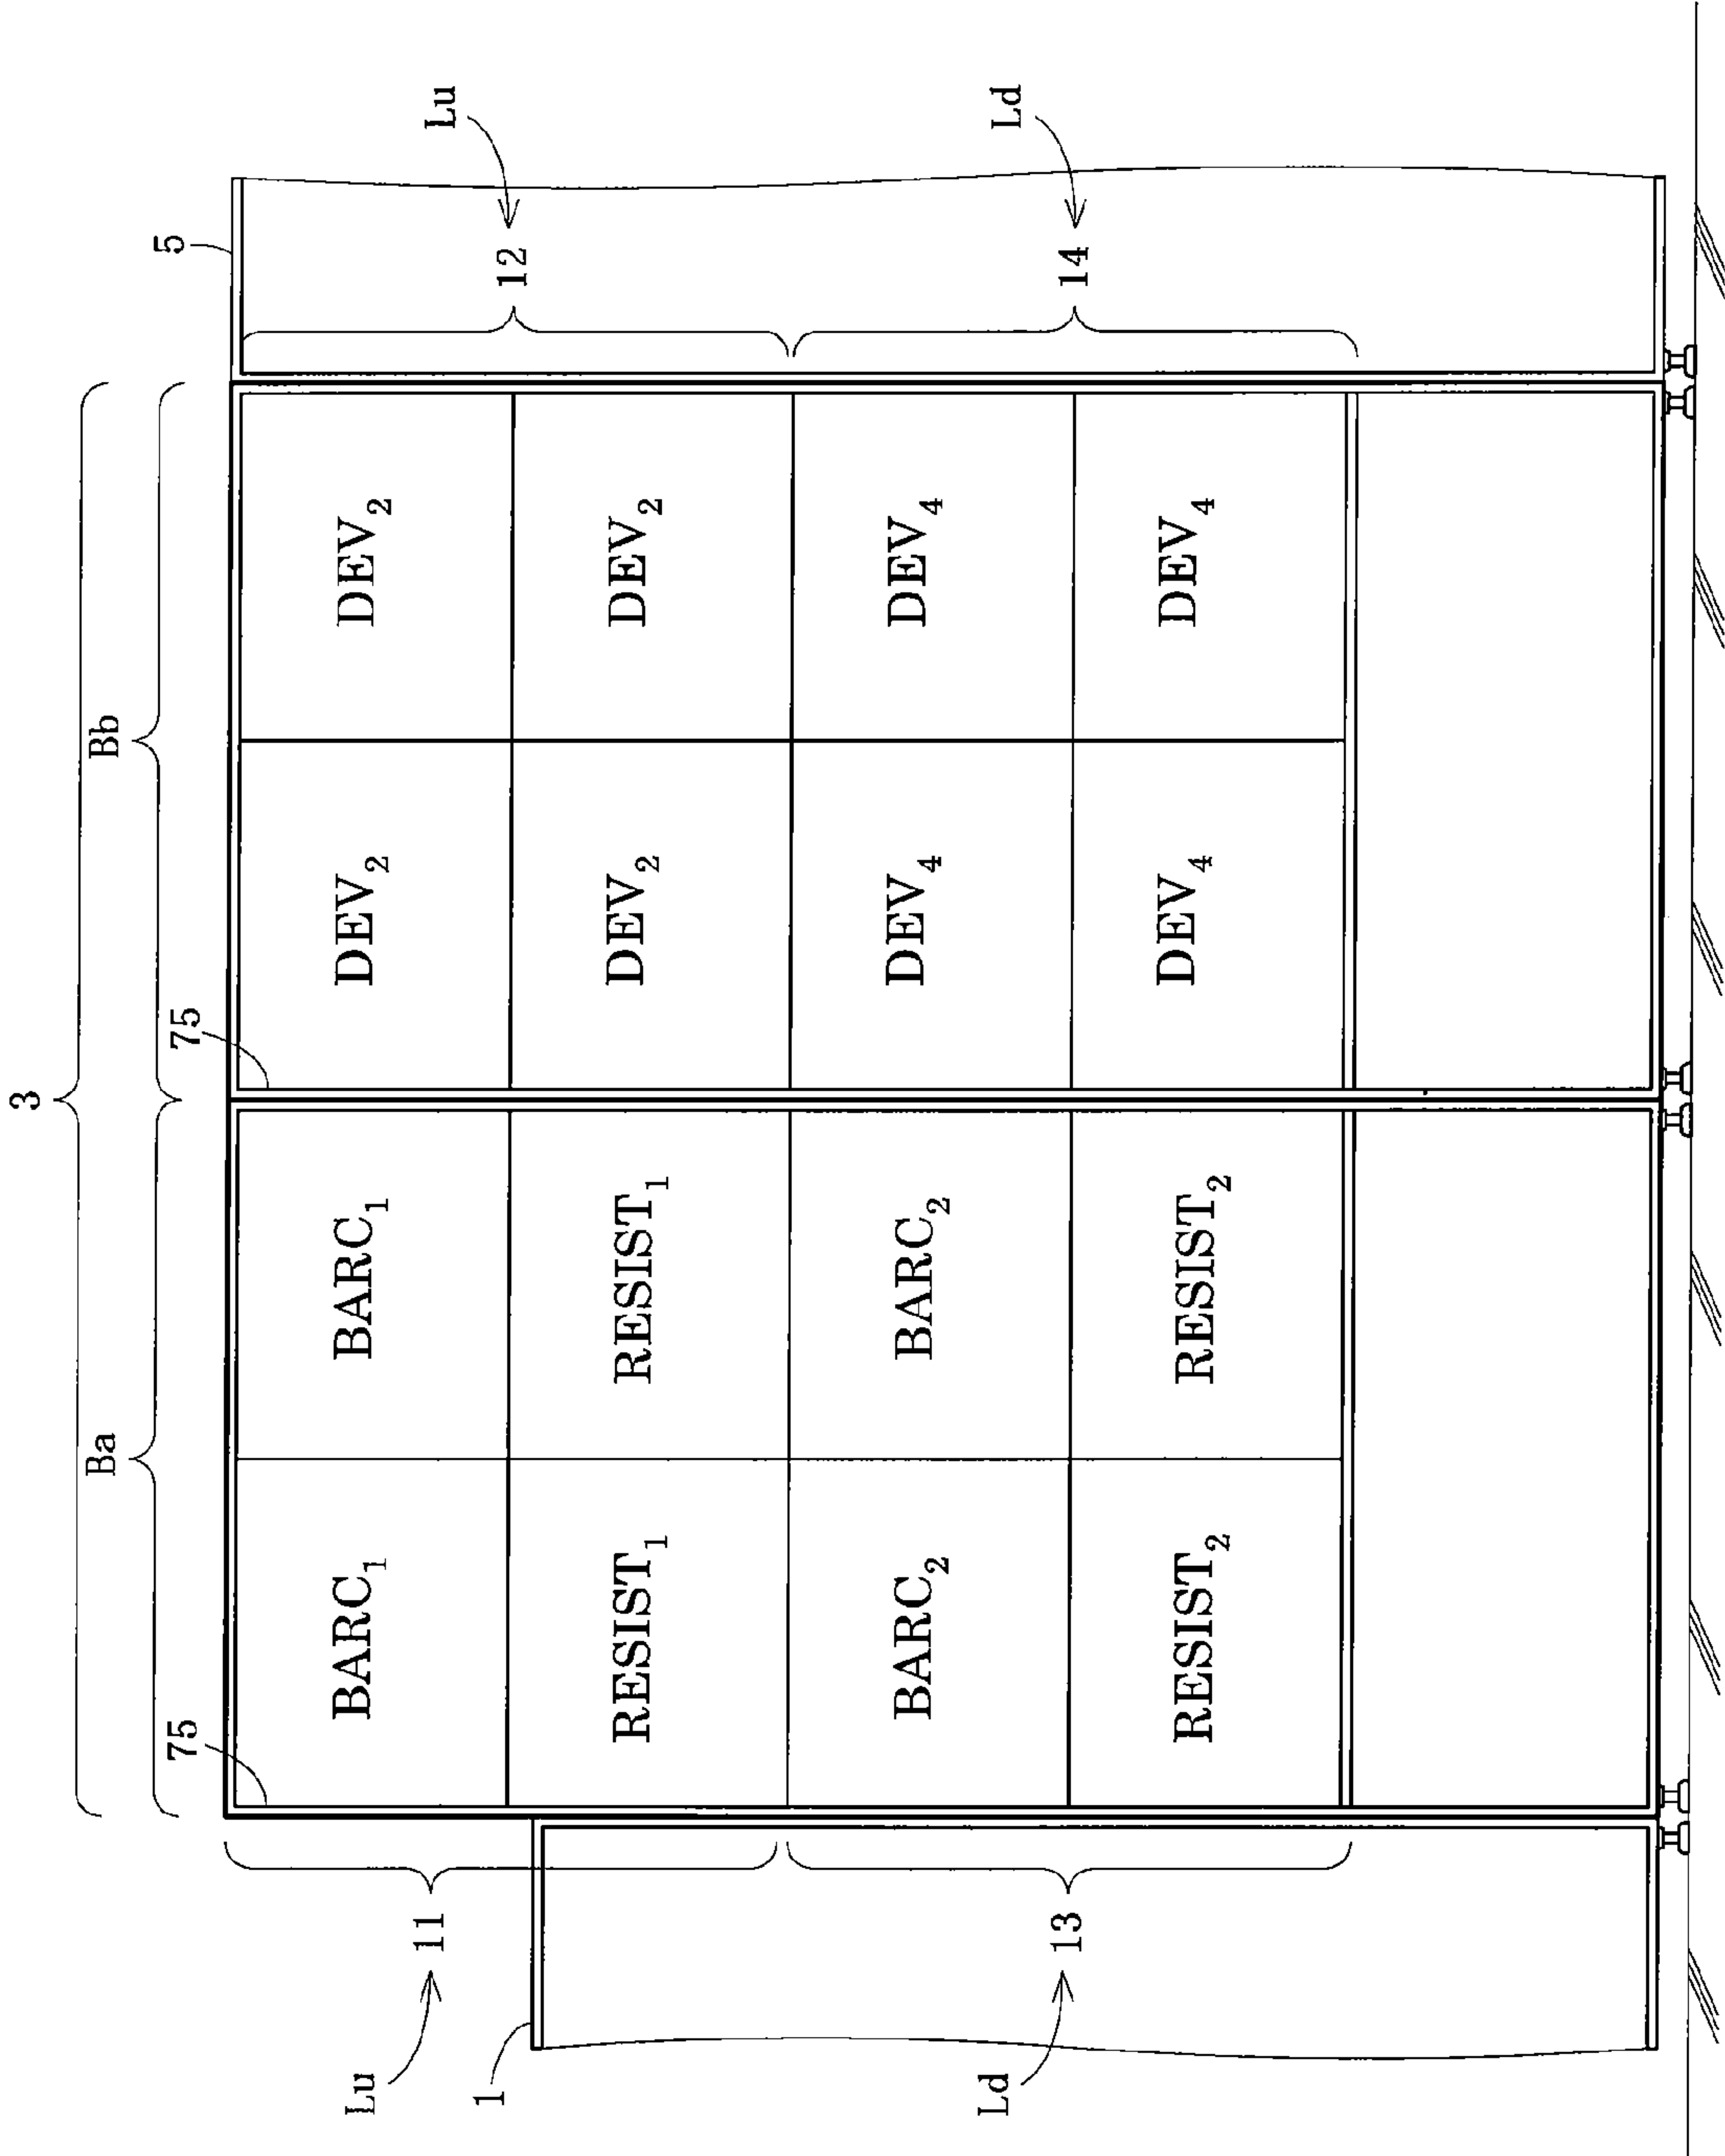 3
Ba Bb
75 75 5
Lu BARC₁ BARC₁ DEV₂ DEV₂ Lu
11 12
1
RESIST₁ RESIST₁ DEV₂ DEV₂
BARC₂ BARC₂ DEV₄ DEV₄
Ld Ld
13 14
RESIST₂ RESIST₂ DEV₄ DEV₄